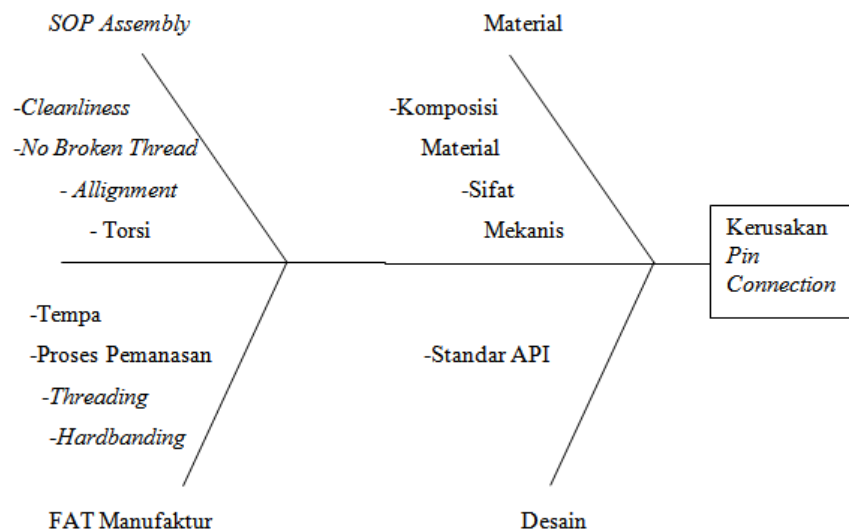 SOP Assembly
Material
-Cleanliness
-No Broken Thread
- Allignment
- Torsi
-Komposisi
Material
-Sifat
Mekanis
Kerusakan
Pin
Connection
-Tempa
-Proses Pemanasan
-Threading
-Hardbanding
-Standar API
FAT Manufaktur
Desain